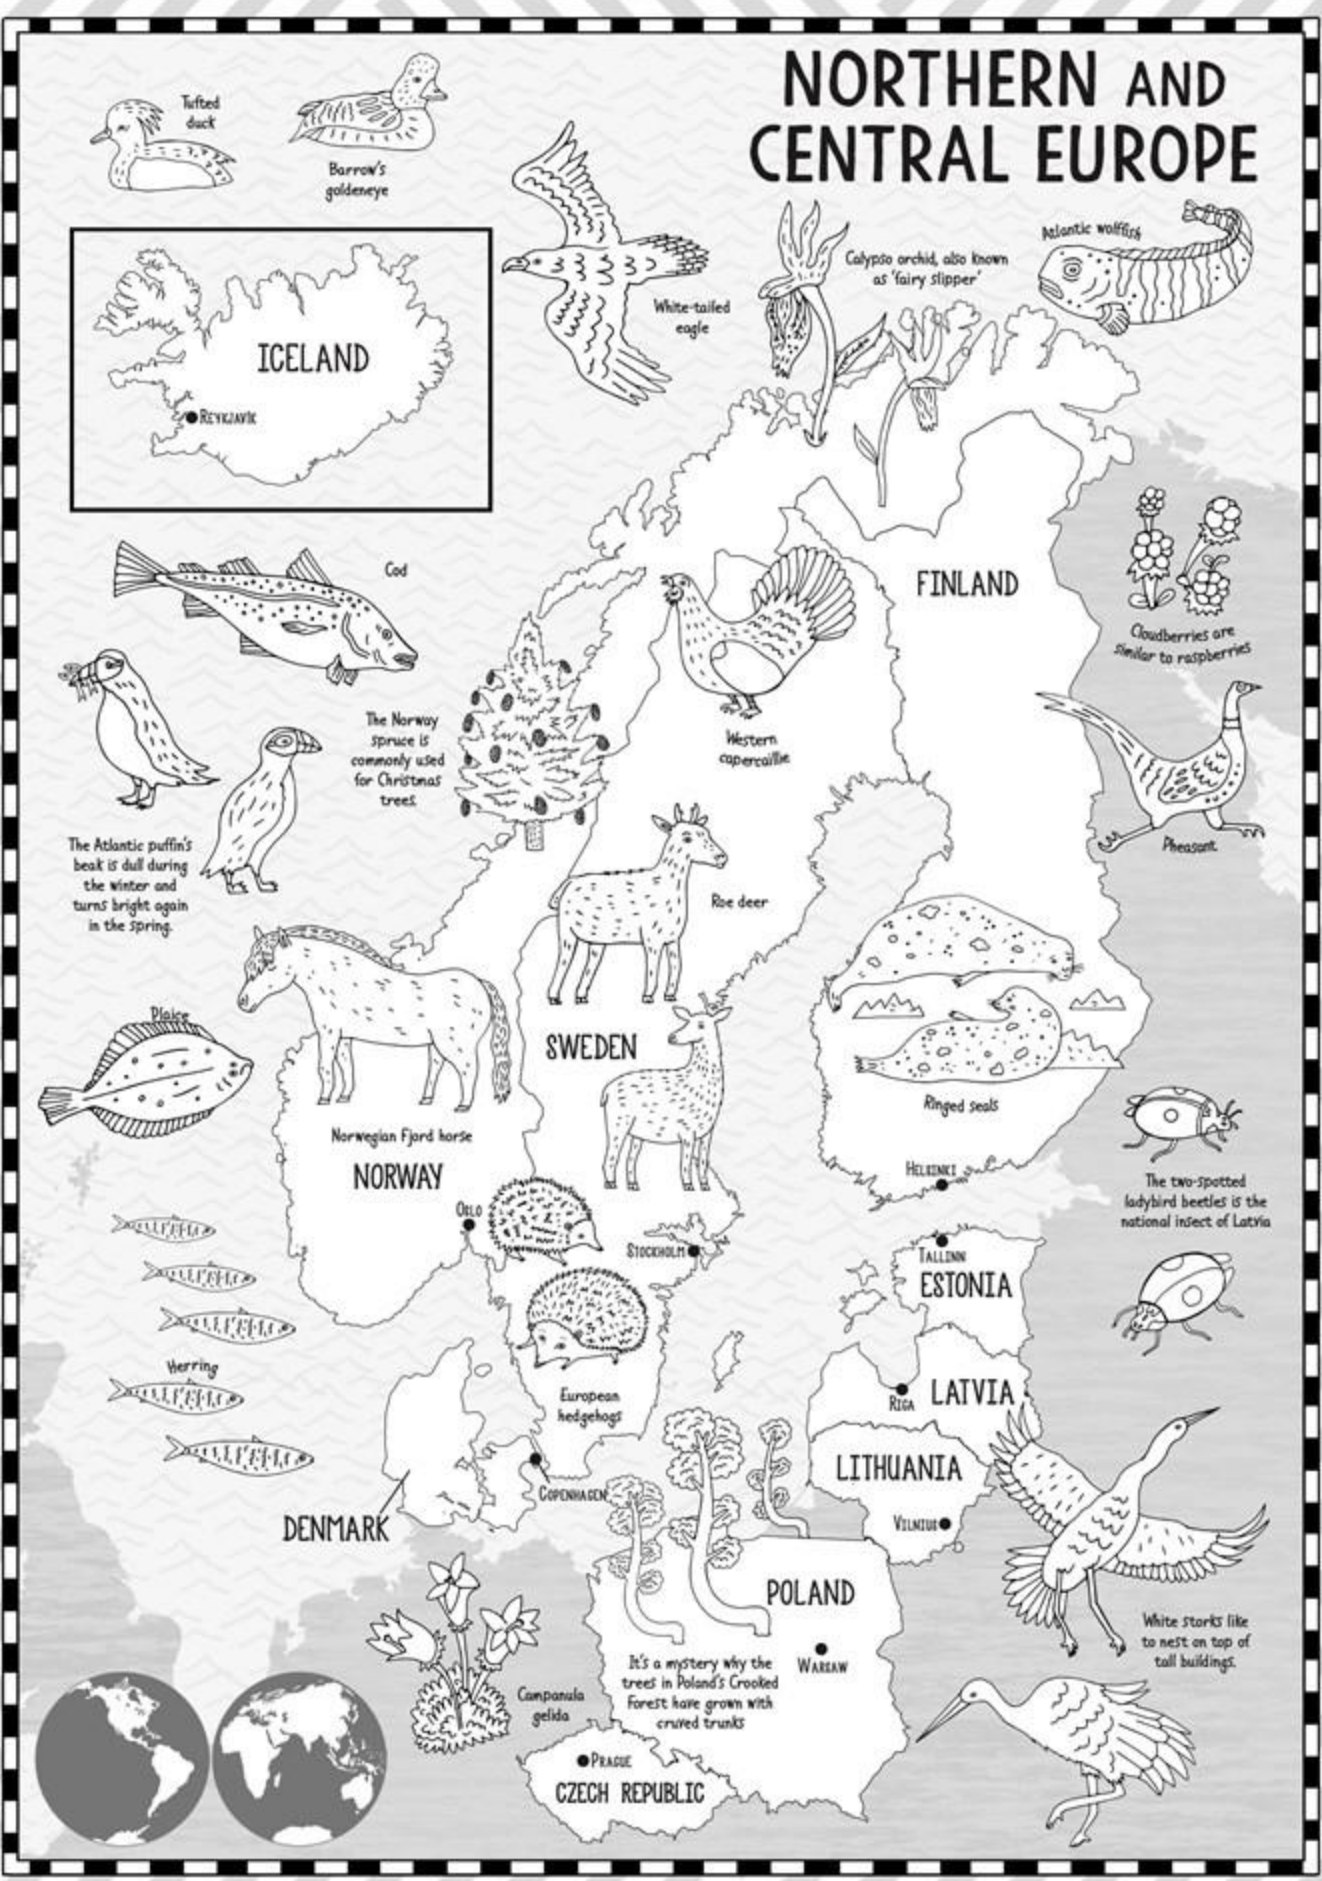 NORTHERN AND
CENTRAL EUROPE
Tufted
duck
Barrow's
goldeneye
White-tailed
eagle
Calypso orchid, also known
as 'fairy slipper'
Atlantic wolffish
ICELAND
REYKJAVÍK
Cod
FINLAND
Cloudberries are
similar to raspberries
The Norway
spruce is
commonly used
for Christmas
trees.
Western
capercaillie
Pheasant
The Atlantic puffin's
beak is dull during
the winter and
turns bright again
in the spring.
Roe deer
Plaice
SWEDEN
Ringed seals
Norwegian Fjord horse
NORWAY
HELSINKI
The two-spotted
ladybird beetles is the
national insect of Latvia
OSLO
STOCKHOLM
TALLINN
ESTONIA
Herring
European
hedgehogs
RIGA
LATVIA
LITHUANIA
COPENHAGEN
DENMARK
VILNIUS
POLAND
WARSAW
White storks like
to nest on top of
tall buildings.
It's a mystery why the
trees in Poland's Crooked
Forest have grown with
cruved trunks
Campanula
gelida
PRAGUE
CZECH REPUBLIC